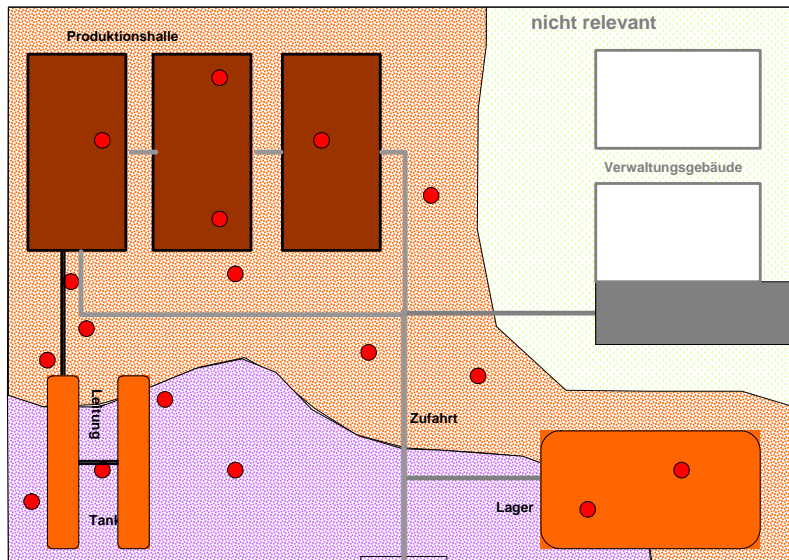 Produktionshalle
nicht relevant
Verwaltungsgebäude
Leitung
Zufahrt
Lager
Tank